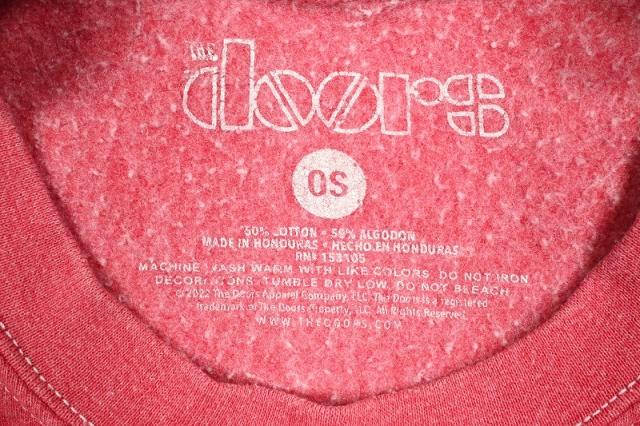 THE
doors
OS
50% COTTON • 50% ALGODON
MADE IN HONDURAS • HECHO EN HONDURAS
RN# 153105
MACHINE WASH WARM WITH LIKE COLORS. DO NOT IRON
DECORATIONS. TUMBLE DRY LOW. DO NOT BLEACH
© 2022 The Doors Apparel Company, LLC. The Doors is a registered
trademark of The Doors Property, LLC. All Rights Reserved.
WWW.THEDOORS.COM